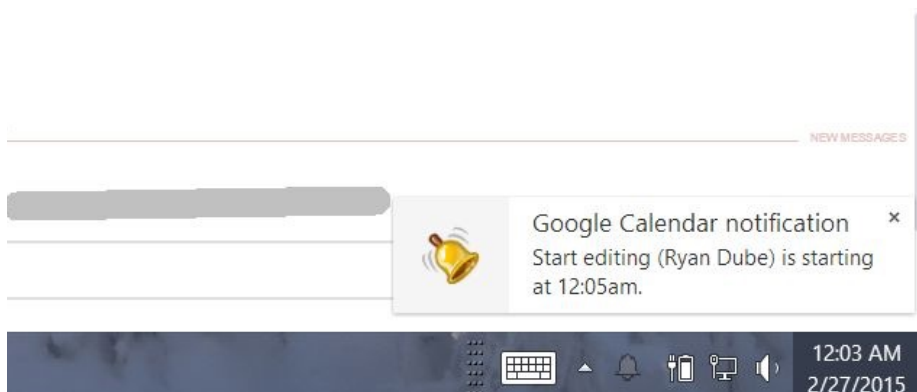 NEW MESSAGES
Google Calendar notification ×
Start editing (Ryan Dube) is starting
at 12:05am.
12:03 AM
2/27/2015